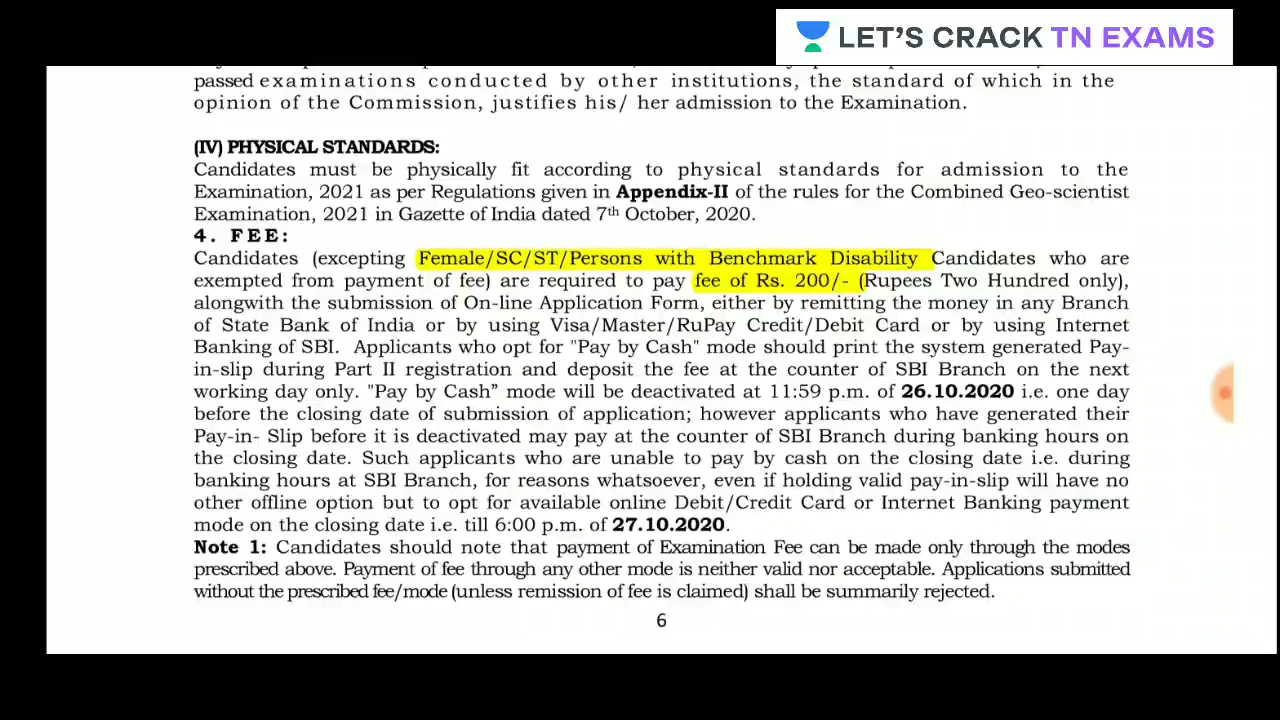 LET'S CRACK TN EXAMS
passed examinations conducted by other institutions, the standard of which in the
opinion of the Commission, justifies his/ her admission to the Examination.
(IV) PHYSICAL STANDARDS:
Candidates must be physically fit according to physical standards for admission to the
Examination, 2021 as per Regulations given in Appendix-II of the rules for the Combined Geo-scientist
Examination, 2021 in Gazette of India dated 7th October, 2020.
4. FEE:
Candidates (excepting Female/SC/ST/Persons with Benchmark Disability Candidates who are
exempted from payment of fee) are required to pay fee of Rs. 200/- (Rupees Two Hundred only),
alongwith the submission of On-line Application Form, either by remitting the money in any Branch
of State Bank of India or by using Visa/Master/RuPay Credit/Debit Card or by using Internet
Banking of SBI. Applicants who opt for "Pay by Cash" mode should print the system generated Pay-
in-slip during Part II registration and deposit the fee at the counter of SBI Branch on the next
working day only. "Pay by Cash” mode will be deactivated at 11:59 p.m. of 26.10.2020 i.e. one day
before the closing date of submission of application; however applicants who have generated their
Pay-in- Slip before it is deactivated may pay at the counter of SBI Branch during banking hours on
the closing date. Such applicants who are unable to pay by cash on the closing date i.e. during
banking hours at SBI Branch, for reasons whatsoever, even if holding valid pay-in-slip will have no
other offline option but to opt for available online Debit/Credit Card or Internet Banking payment
mode on the closing date i.e. till 6:00 p.m. of 27.10.2020.
Note 1: Candidates should note that payment of Examination Fee can be made only through the modes
prescribed above. Payment of fee through any other mode is neither valid nor acceptable. Applications submitted
without the prescribed fee/mode (unless remission of fee is claimed) shall be summarily rejected.
6